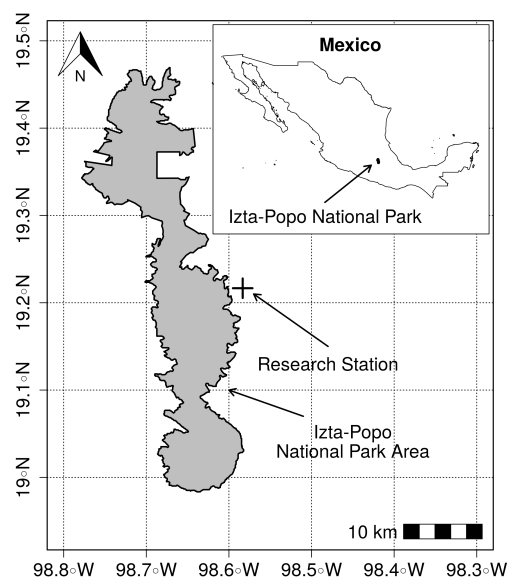 19.5°N
19.4°N
19.3°N
19.2°N
19.1°N
19°N
N
Mexico
Izta-Popo National Park
Research Station
Izta-Popo
National Park Area
10 km
98.8°W
98.7°W
98.6°W
98.5°W
98.4°W
98.3°W